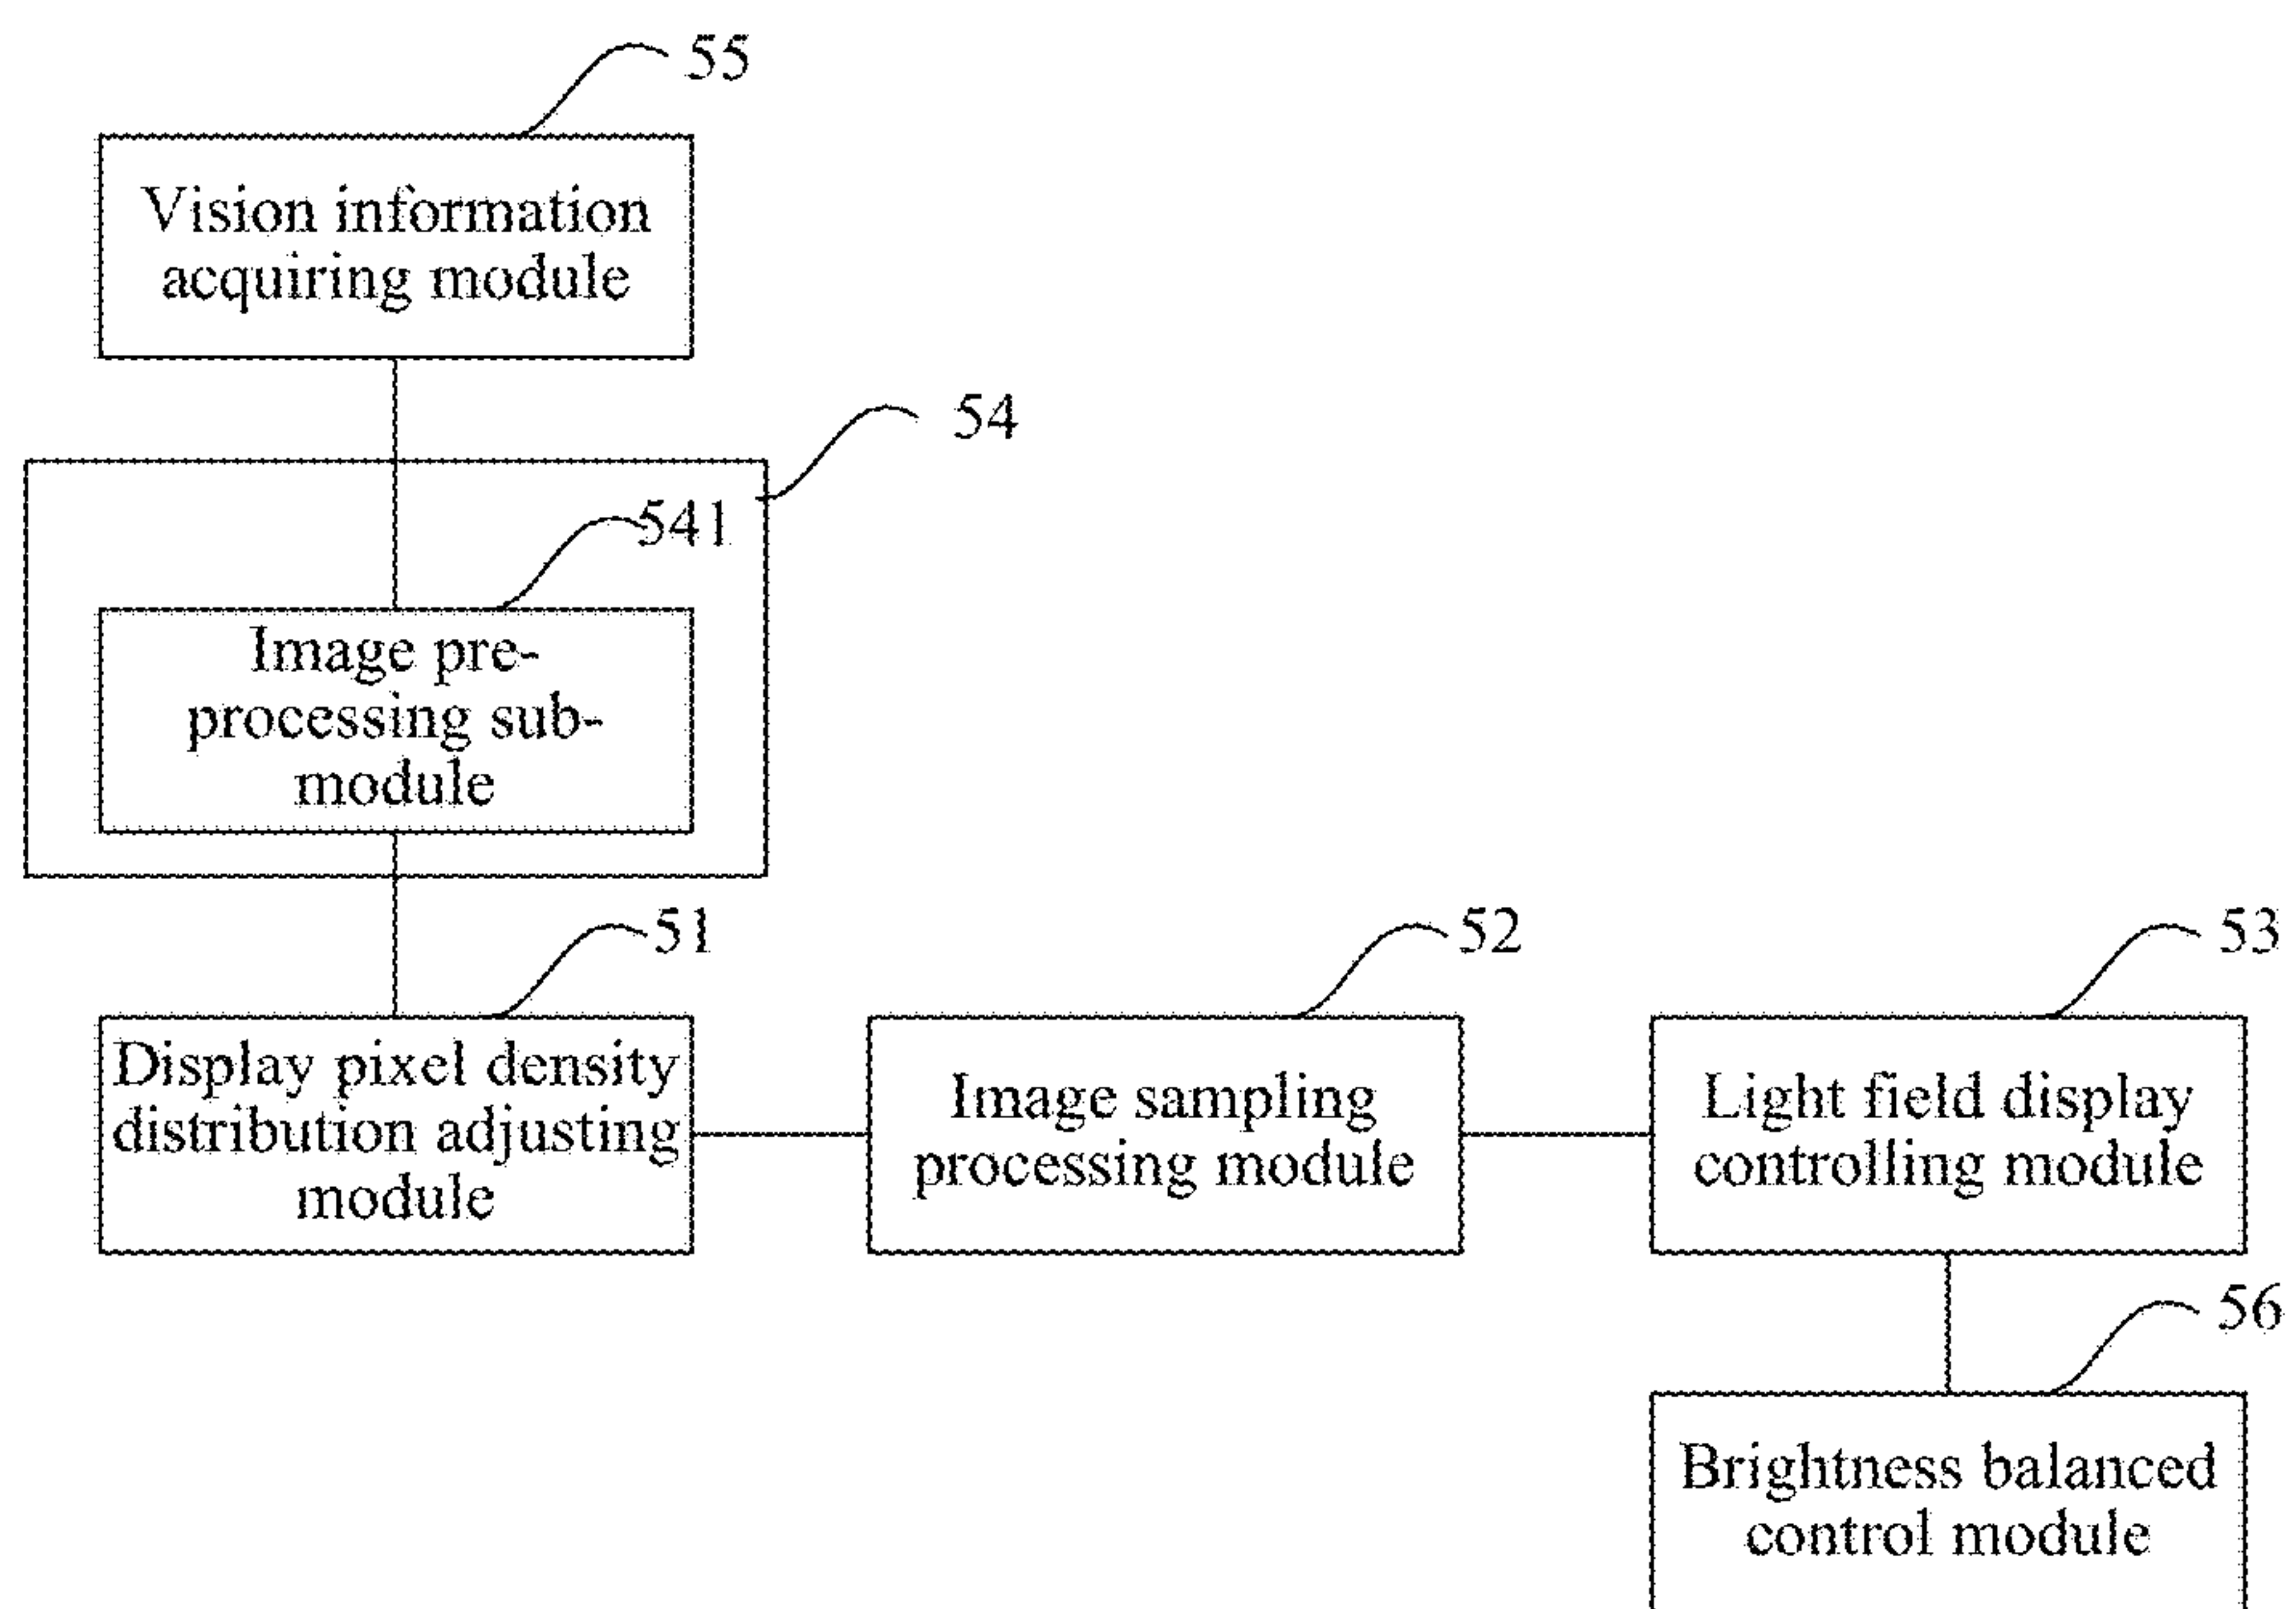 55
Vision information
acquiring module
54
541
Image pre-
processing sub-
module
51
52
53
Display pixel density
distribution adjusting
module
Image sampling
processing module
Light field display
controlling module
56
Brightness balanced
control module